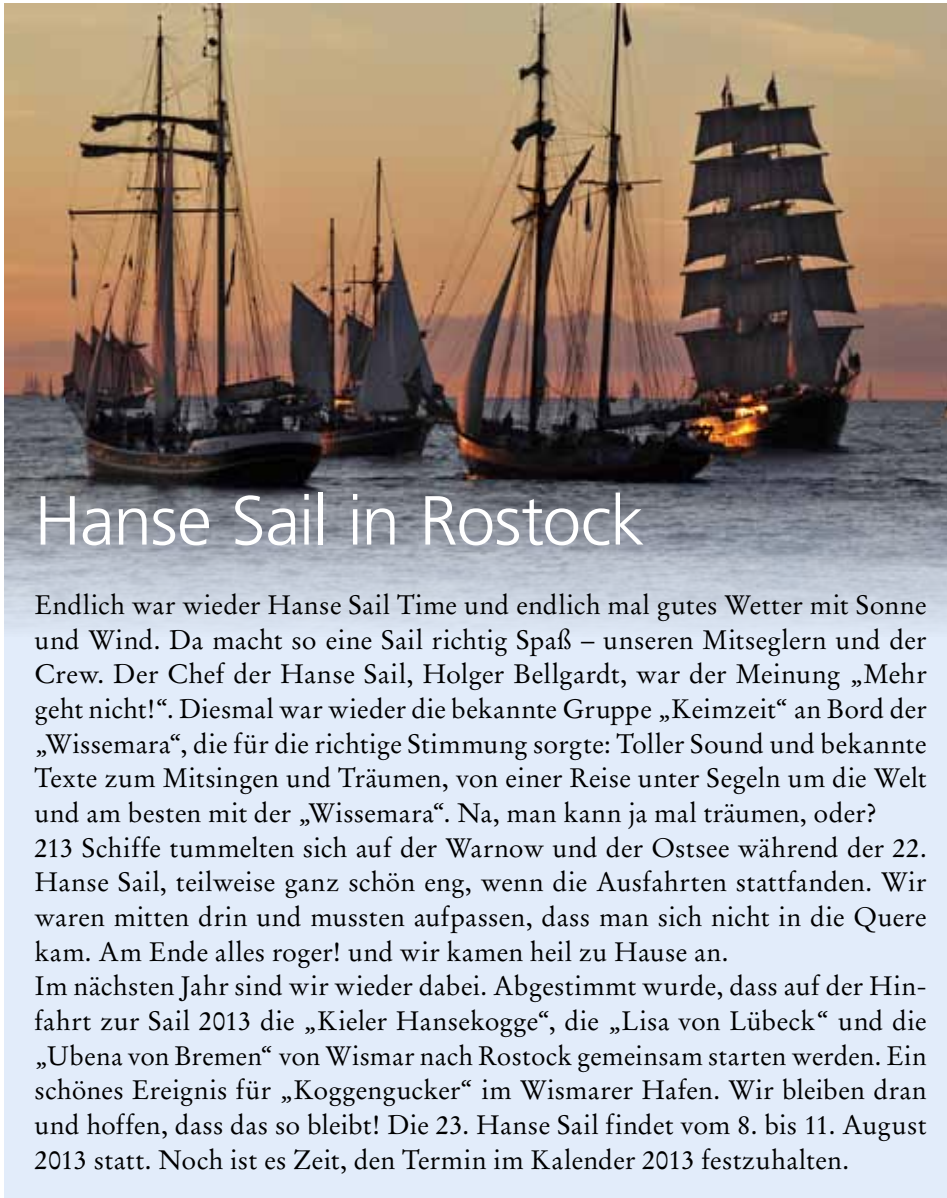 Hanse Sail in Rostock
Endlich war wieder Hanse Sail Time und endlich mal gutes Wetter mit Sonne
und Wind. Da macht so eine Sail richtig Spaß – unseren Mitseglern und der
Crew. Der Chef der Hanse Sail, Holger Bellgardt, war der Meinung „Mehr
geht nicht!“. Diesmal war wieder die bekannte Gruppe „Keimzeit“ an Bord der
„Wissemara“, die für die richtige Stimmung sorgte: Toller Sound und bekannte
Texte zum Mitsingen und Träumen, von einer Reise unter Segeln um die Welt
und am besten mit der „Wissemara“. Na, man kann ja mal träumen, oder?
213 Schiffe tummelten sich auf der Warnow und der Ostsee während der 22.
Hanse Sail, teilweise ganz schön eng, wenn die Ausfahrten stattfanden. Wir
waren mitten drin und mussten aufpassen, dass man sich nicht in die Quere
kam. Am Ende alles roger! und wir kamen heil zu Hause an.
Im nächsten Jahr sind wir wieder dabei. Abgestimmt wurde, dass auf der Hin-
fahrt zur Sail 2013 die „Kieler Hansekogge“, die „Lisa von Lübeck“ und die
„Ubena von Bremen“ von Wismar nach Rostock gemeinsam starten werden. Ein
schönes Ereignis für „Koggengucker“ im Wismarer Hafen. Wir bleiben dran
und hoffen, dass das so bleibt! Die 23. Hanse Sail findet vom 8. bis 11. August
2013 statt. Noch ist es Zeit, den Termin im Kalender 2013 festzuhalten.